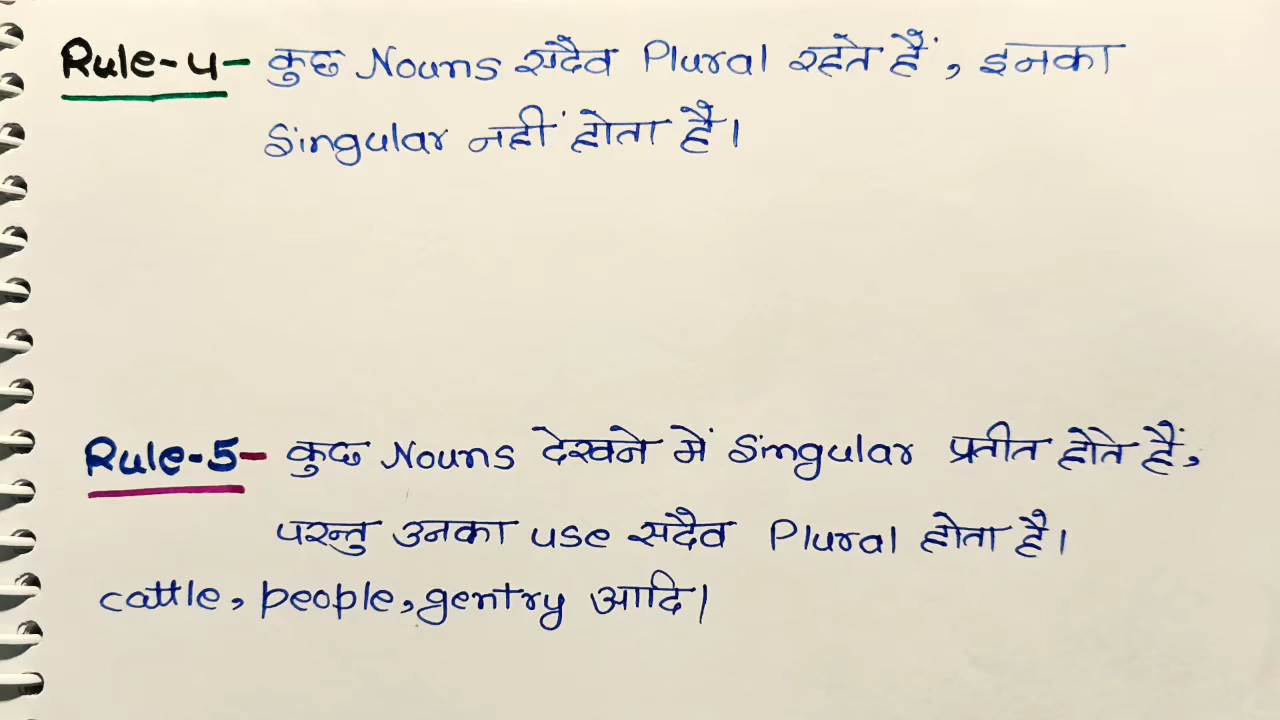 Rule-4- कुछ Nouns सदैव Plural रहते हैं, इनका
Singular नहीं होता है।
Rule-5- कुछ Nouns देखने में Singular प्रतीत होते हैं,
परन्तु उनका use सदैव Plural होता है।
cattle, people, gentry आदि।